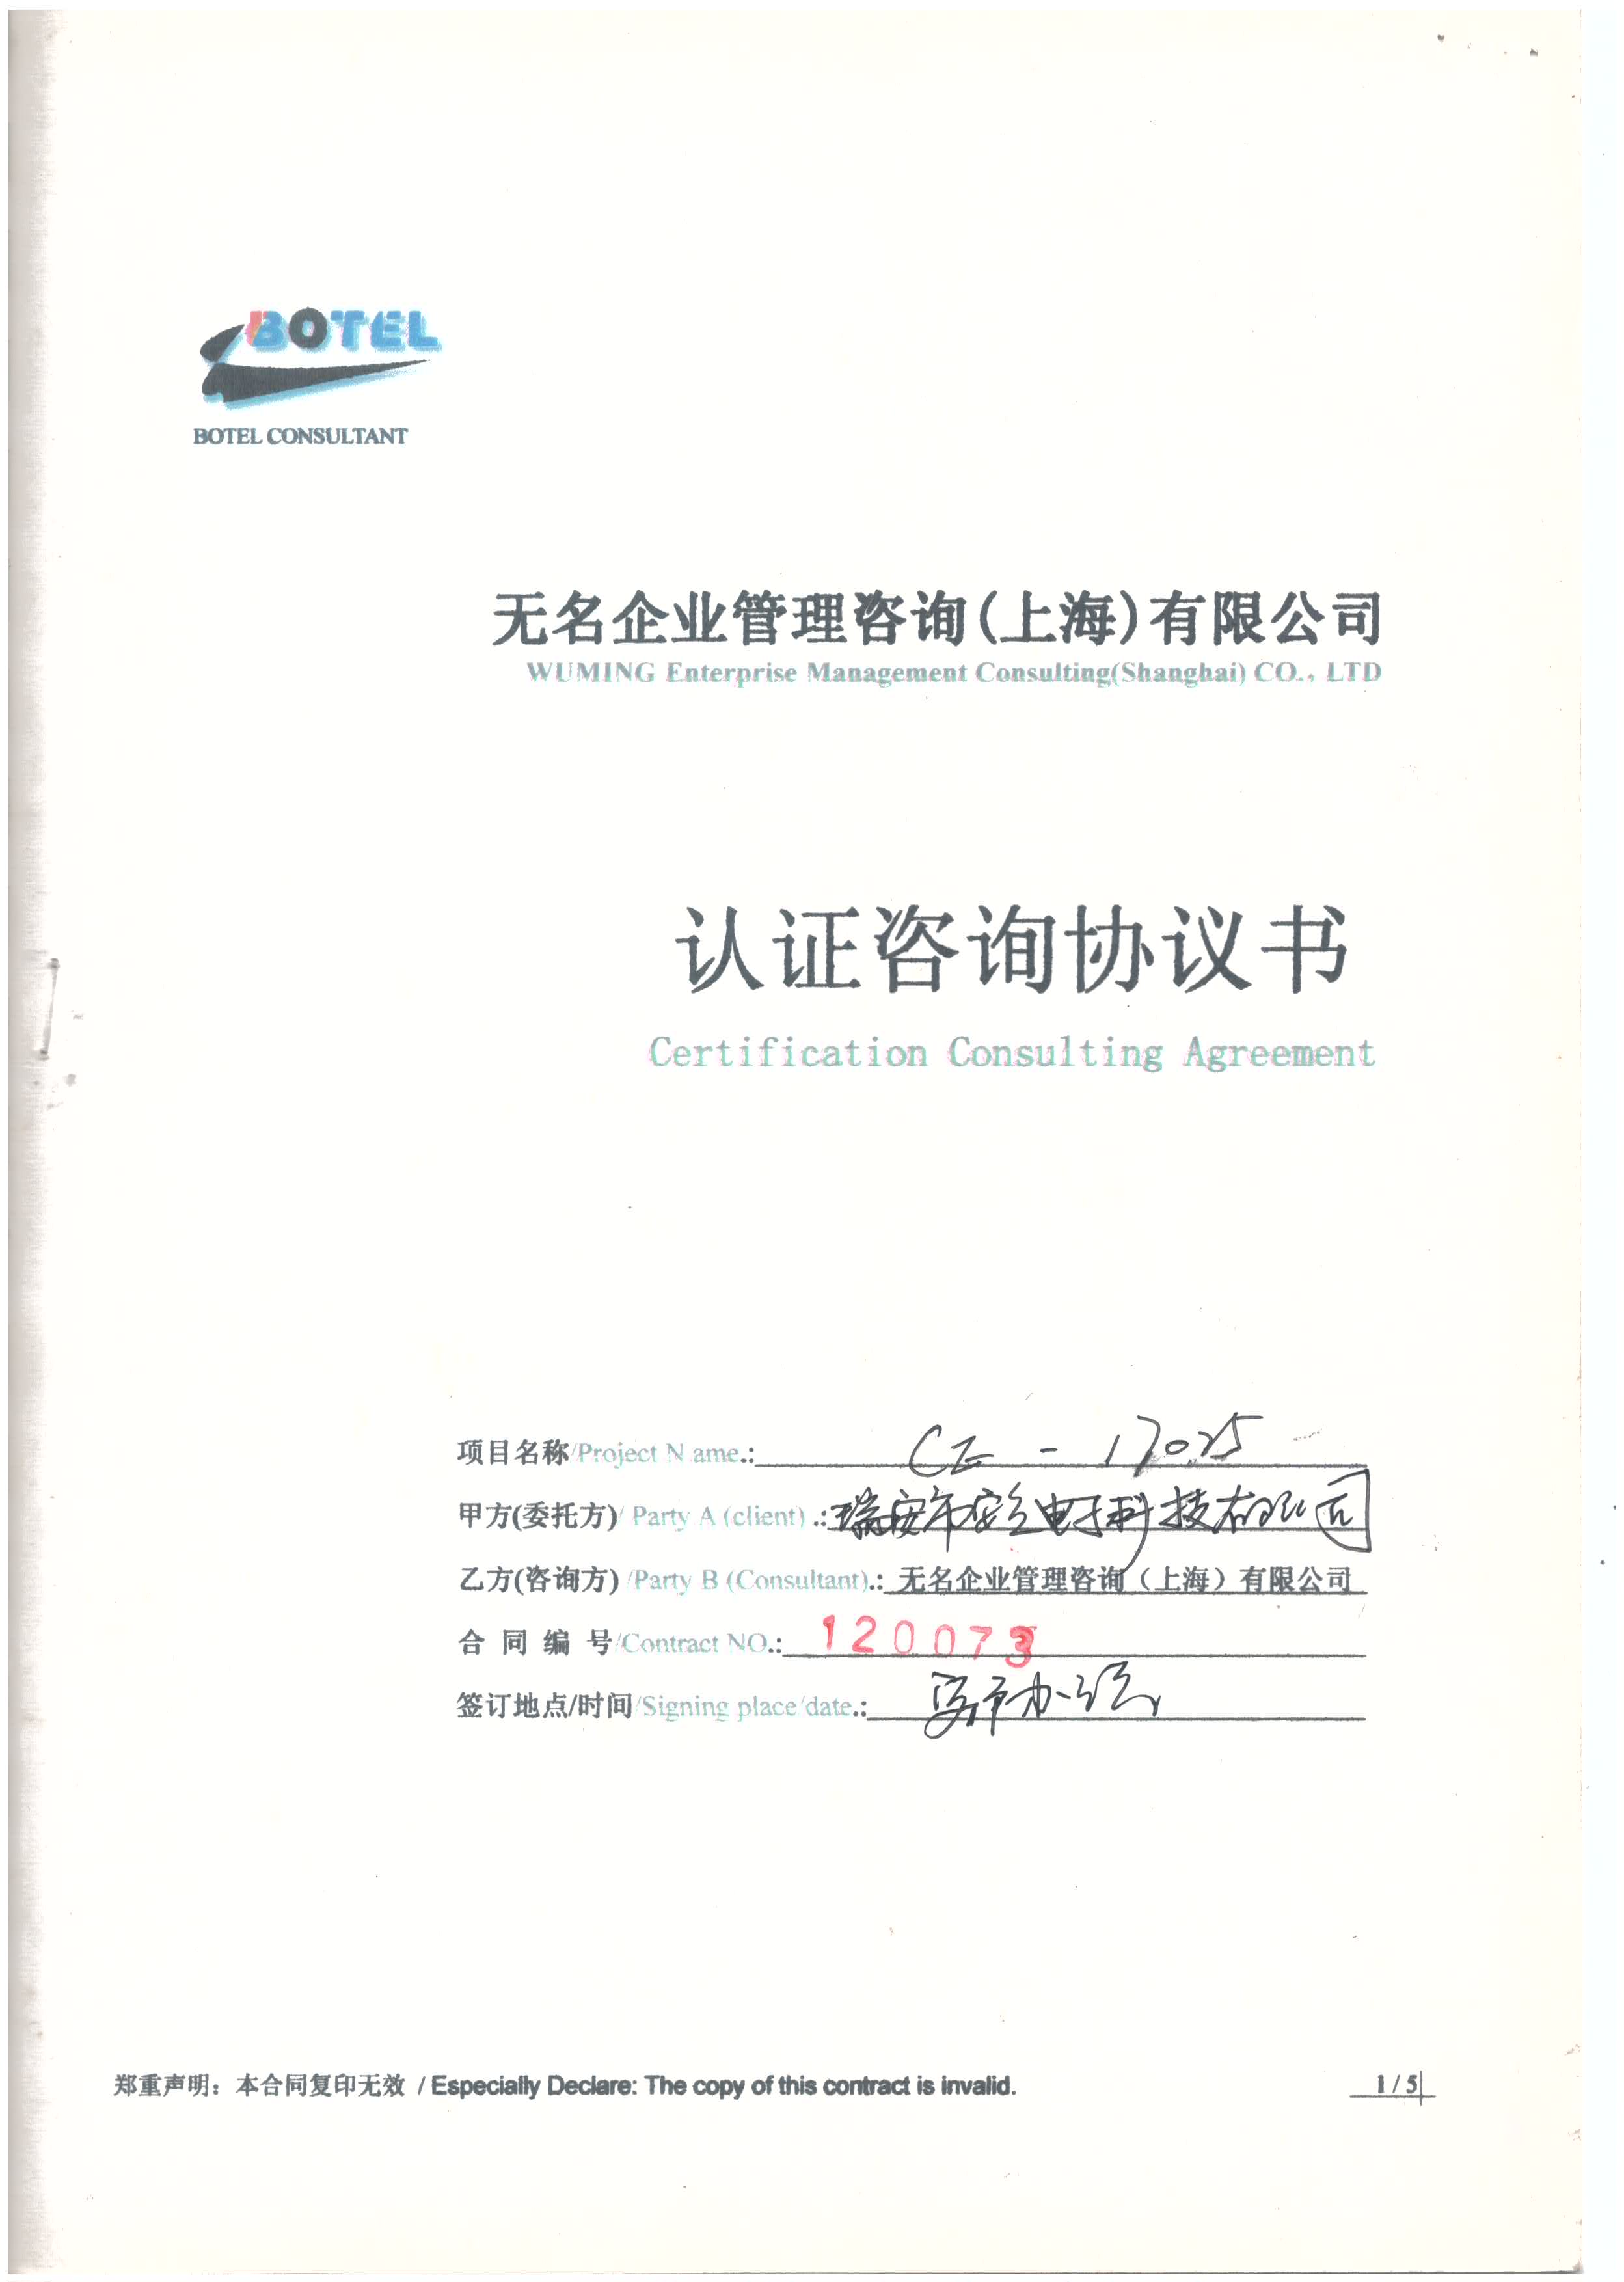 BOTEL
BOTEL CONSULTANT
无名企业管理咨询(上海)有限公司
WUMING Enterprise Management Consulting(Shanghai) CO., LTD
认证咨询协议书
Certification Consulting Agreement
项目名称/Project N ame.: CE - 17025
甲方(委托方)/ Party A (client) .: 瑞安市安 电子科技有限公司
乙方(咨询方) /Party B (Consultant).: 无名企业管理咨询（上海）有限公司
合 同 编 号/Contract NO.: 120073
签订地点/时间/Signing place/date.:
郑重声明：本合同复印无效 / Especially Declare: The copy of this contract is invalid.
1 / 5